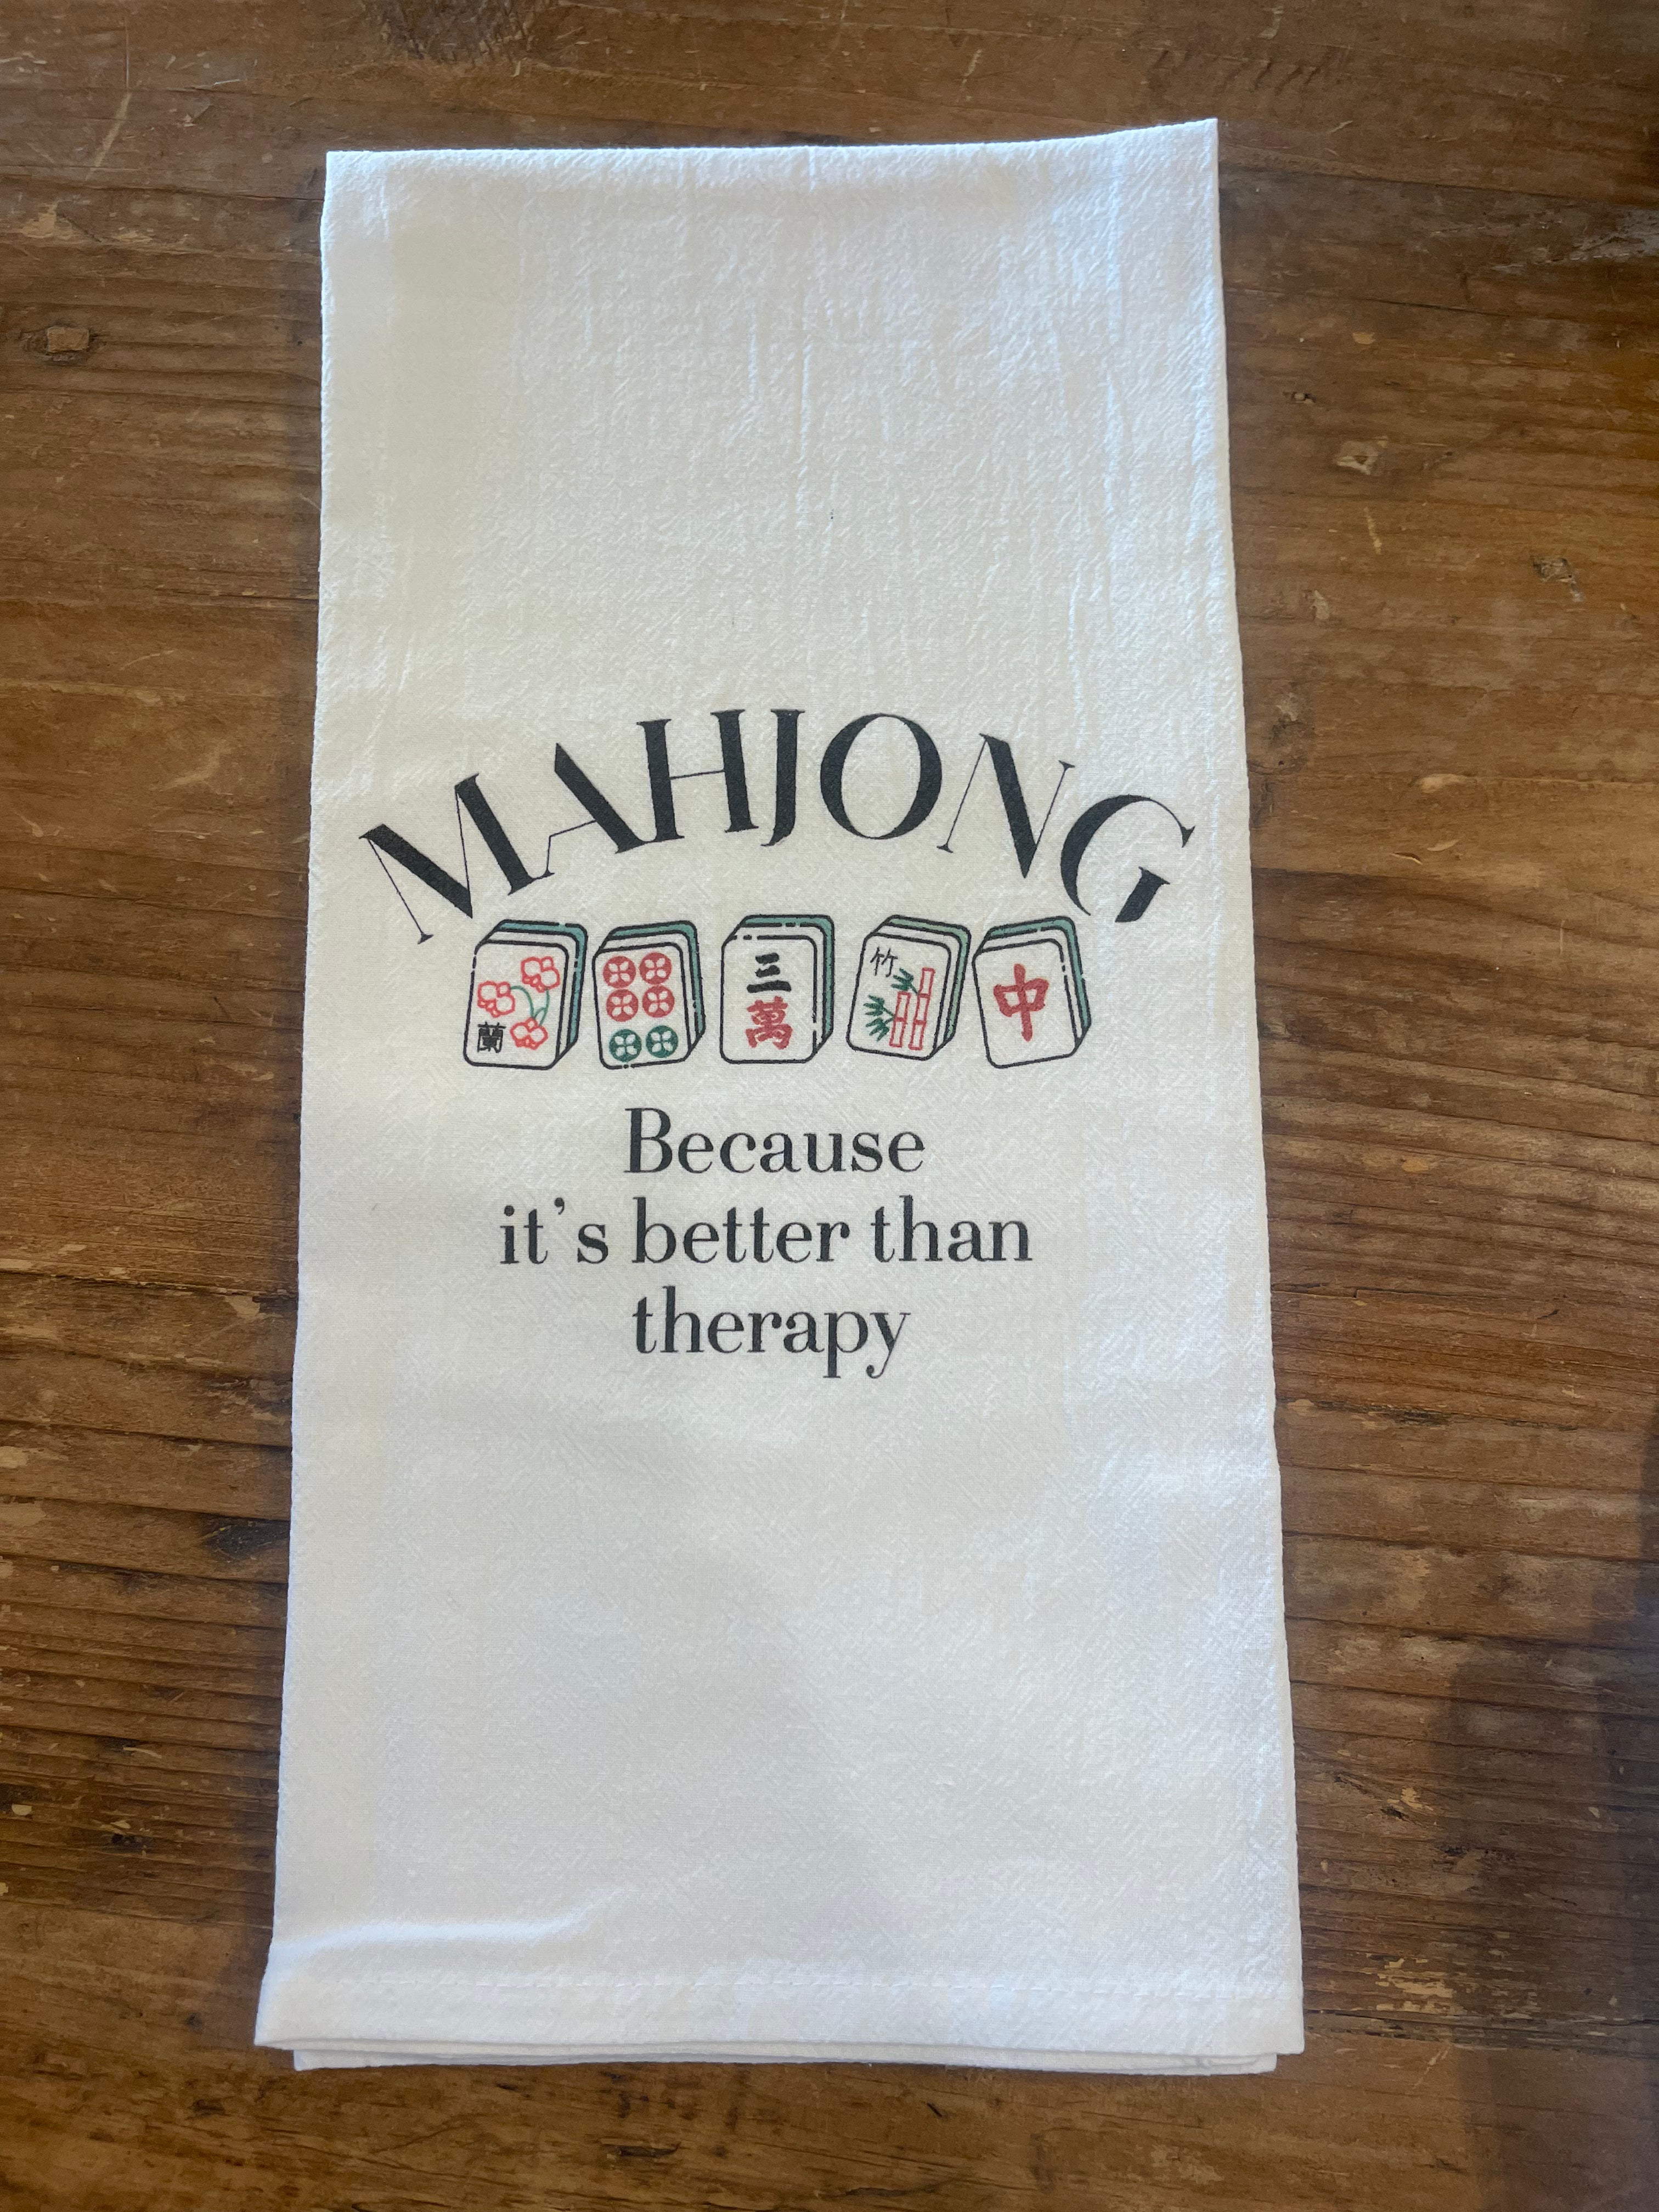 MAHJONG
蘭 三萬 竹 中
Because
it's better than
therapy